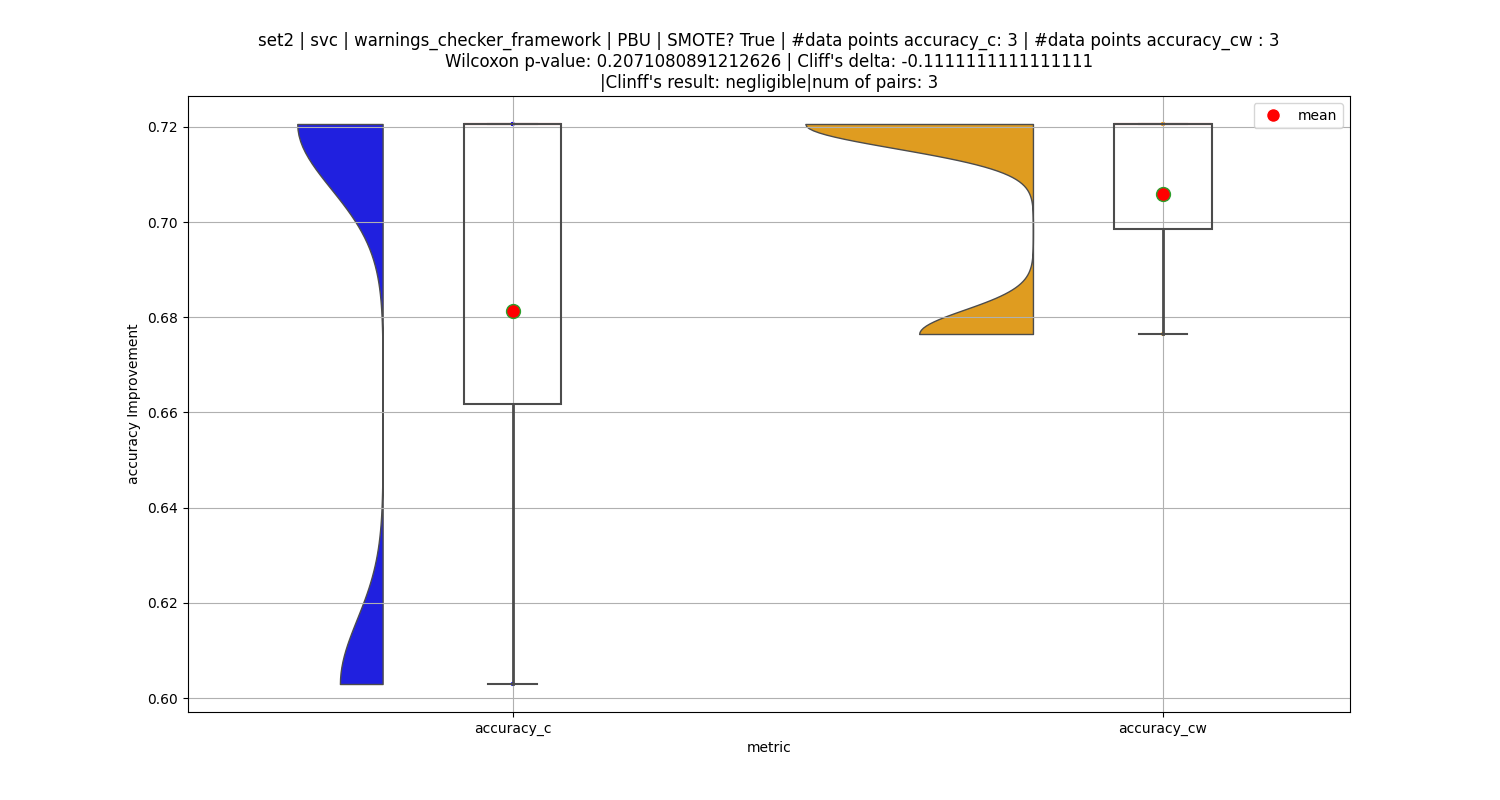 set2 | svc | warnings_checker_framework | PBU | SMOTE? True | #data points accuracy_c: 3 | #data points accuracy_cw : 3
Wilcoxon p-value: 0.2071080891212626 | Cliff's delta: -0.1111111111111111
|Clinff's result: negligible|num of pairs: 3
mean
0.72
0.70
0.68
0.66
0.64
0.62
0.60
accuracy Improvement
accuracy_c
accuracy_cw
metric